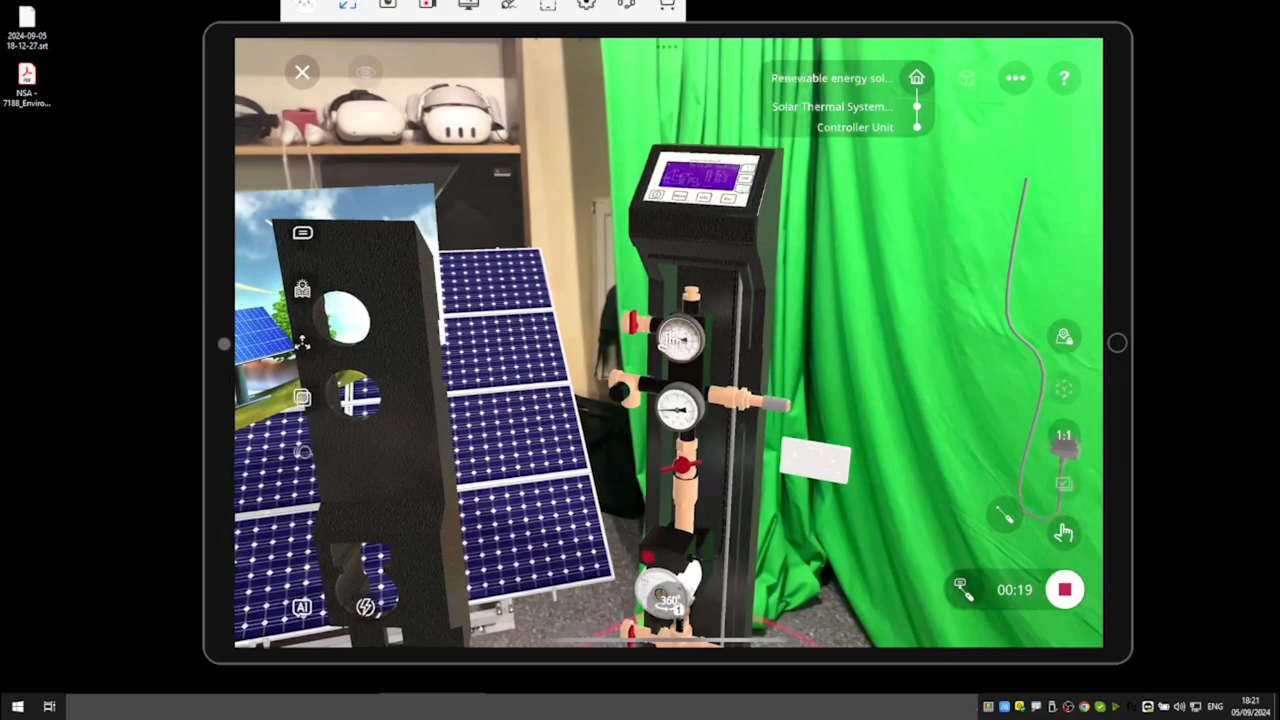 2024-09-05
18-12-27.srt
NSA -
7188_Enviro...
Renewable energy sol...
Solar Thermal System...
Controller Unit
?
1:1
360°
00:19
AI
ENG
18:21
05/09/2024